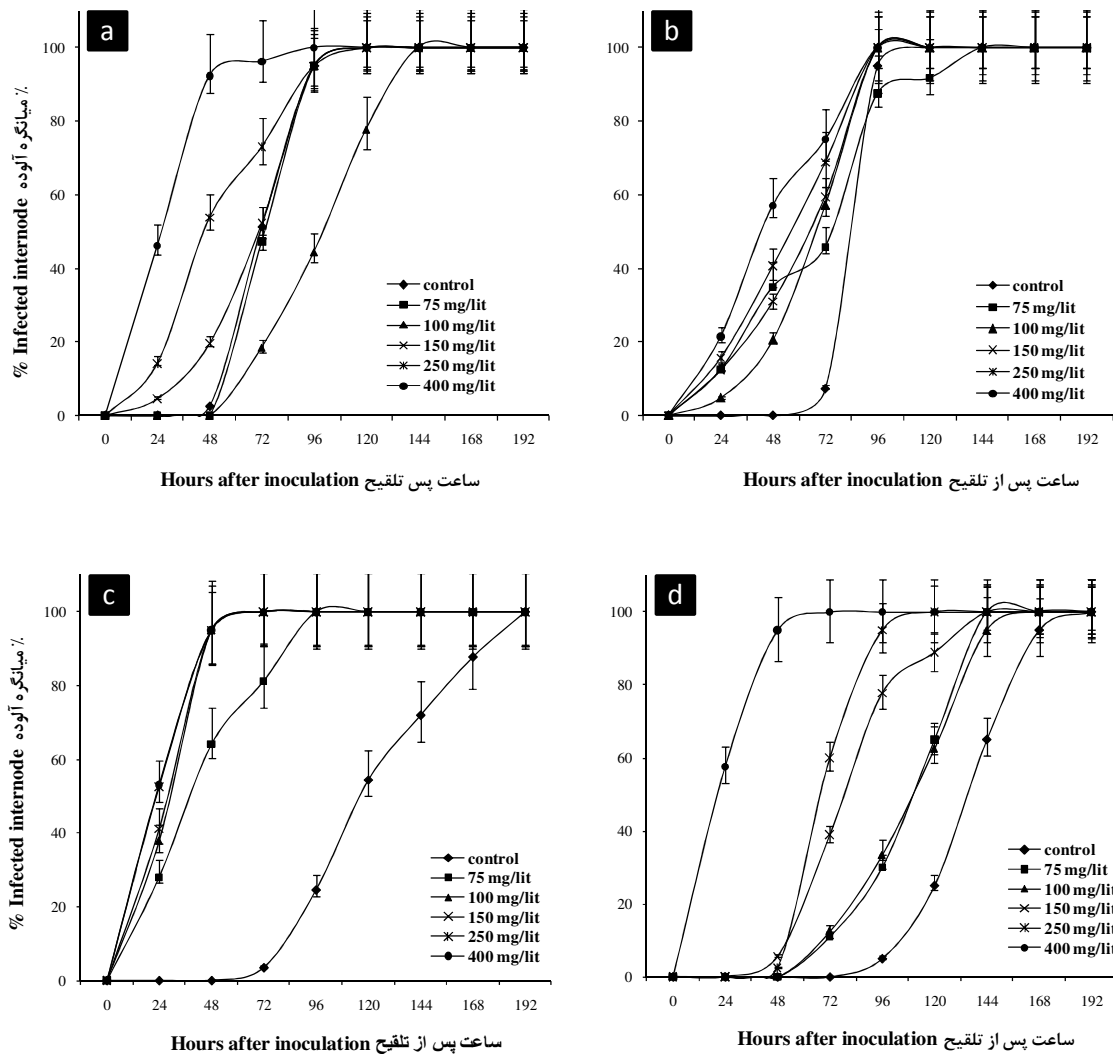 a
% Infected internode میانگره آلوده ٪
100
80
60
40
20
0
control
75 mg/lit
100 mg/lit
150 mg/lit
250 mg/lit
400 mg/lit
0 24 48 72 96 120 144 168 192
Hours after inoculation ساعت پس تلقیح
b
100
80
60
40
20
0
control
75 mg/lit
100 mg/lit
150 mg/lit
250 mg/lit
400 mg/lit
0 24 48 72 96 120 144 168 192
Hours after inoculation ساعت پس از تلقیح
c
% Infected internode میانگره آلوده ٪
100
80
60
40
20
0
control
75 mg/lit
100 mg/lit
150 mg/lit
250 mg/lit
400 mg/lit
0 24 48 72 96 120 144 168 192
Hours after inoculation ساعت پس از تلقیح
d
100
80
60
40
20
0
control
75 mg/lit
100 mg/lit
150 mg/lit
250 mg/lit
400 mg/lit
0 24 48 72 96 120 144 168 192
Hours after inoculation ساعت پس از تلقیح